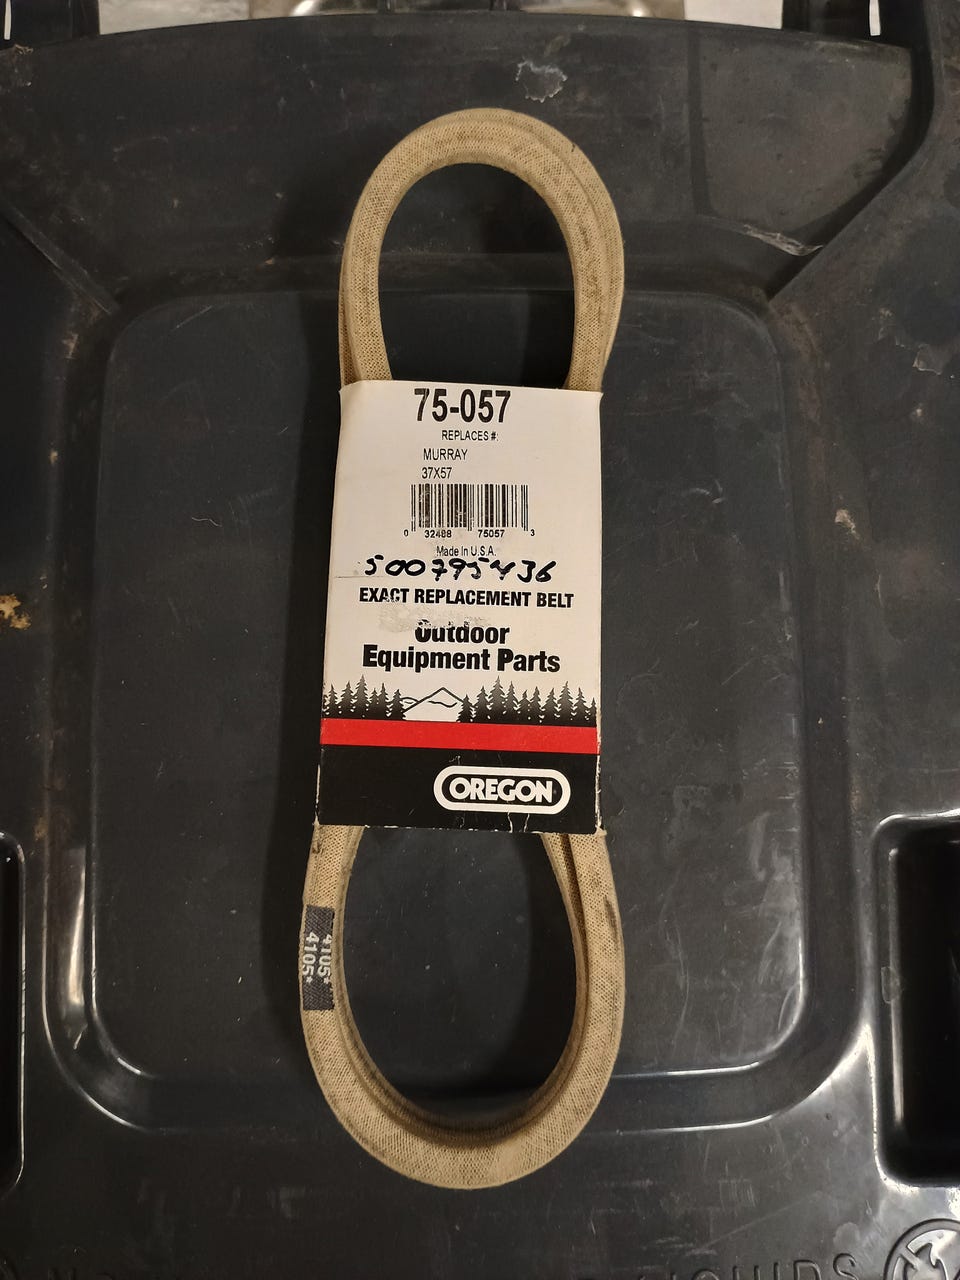 75-057
REPLACES #:
MURRAY
37X57
0 32488 75057 3
Made In U.S.A.
500795436
EXACT REPLACEMENT BELT
Outdoor
Equipment Parts
OREGON
4105*
4105*
LIQUIDS